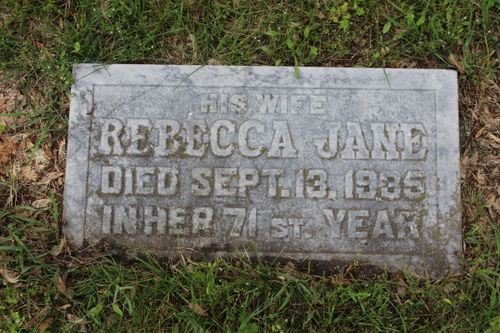 HIS WIFE
REBECCA JANE
DIED SEPT. 13, 1935
IN HER 71 ST. YEAR